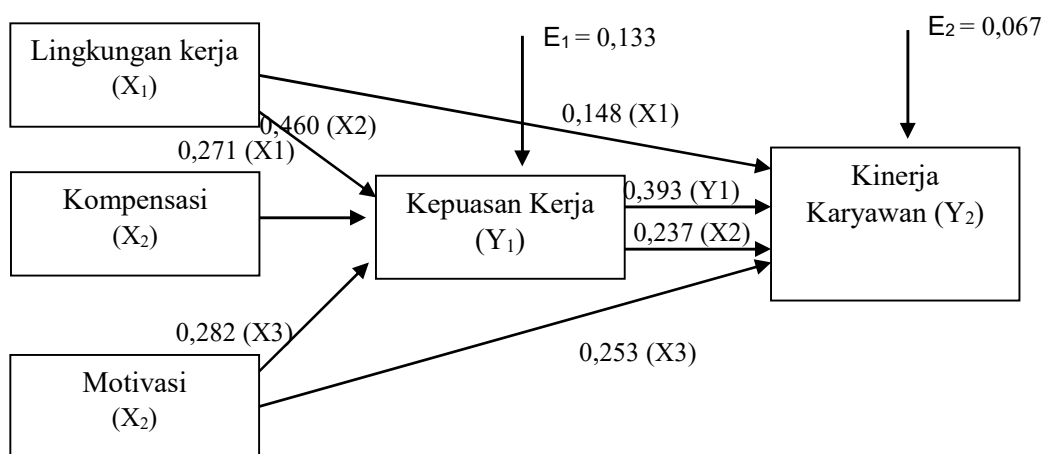 Lingkungan kerja
(X₁)
E₁ = 0,133
E₂ = 0,067
0,460 (X2)
0,148 (X1)
0,271 (X1)
Kompensasi
(X₂)
Kepuasan Kerja
(Y₁)
0,393 (Y1)
0,237 (X2)
Kinerja
Karyawan (Y₂)
0,282 (X3)
0,253 (X3)
Motivasi
(X₂)